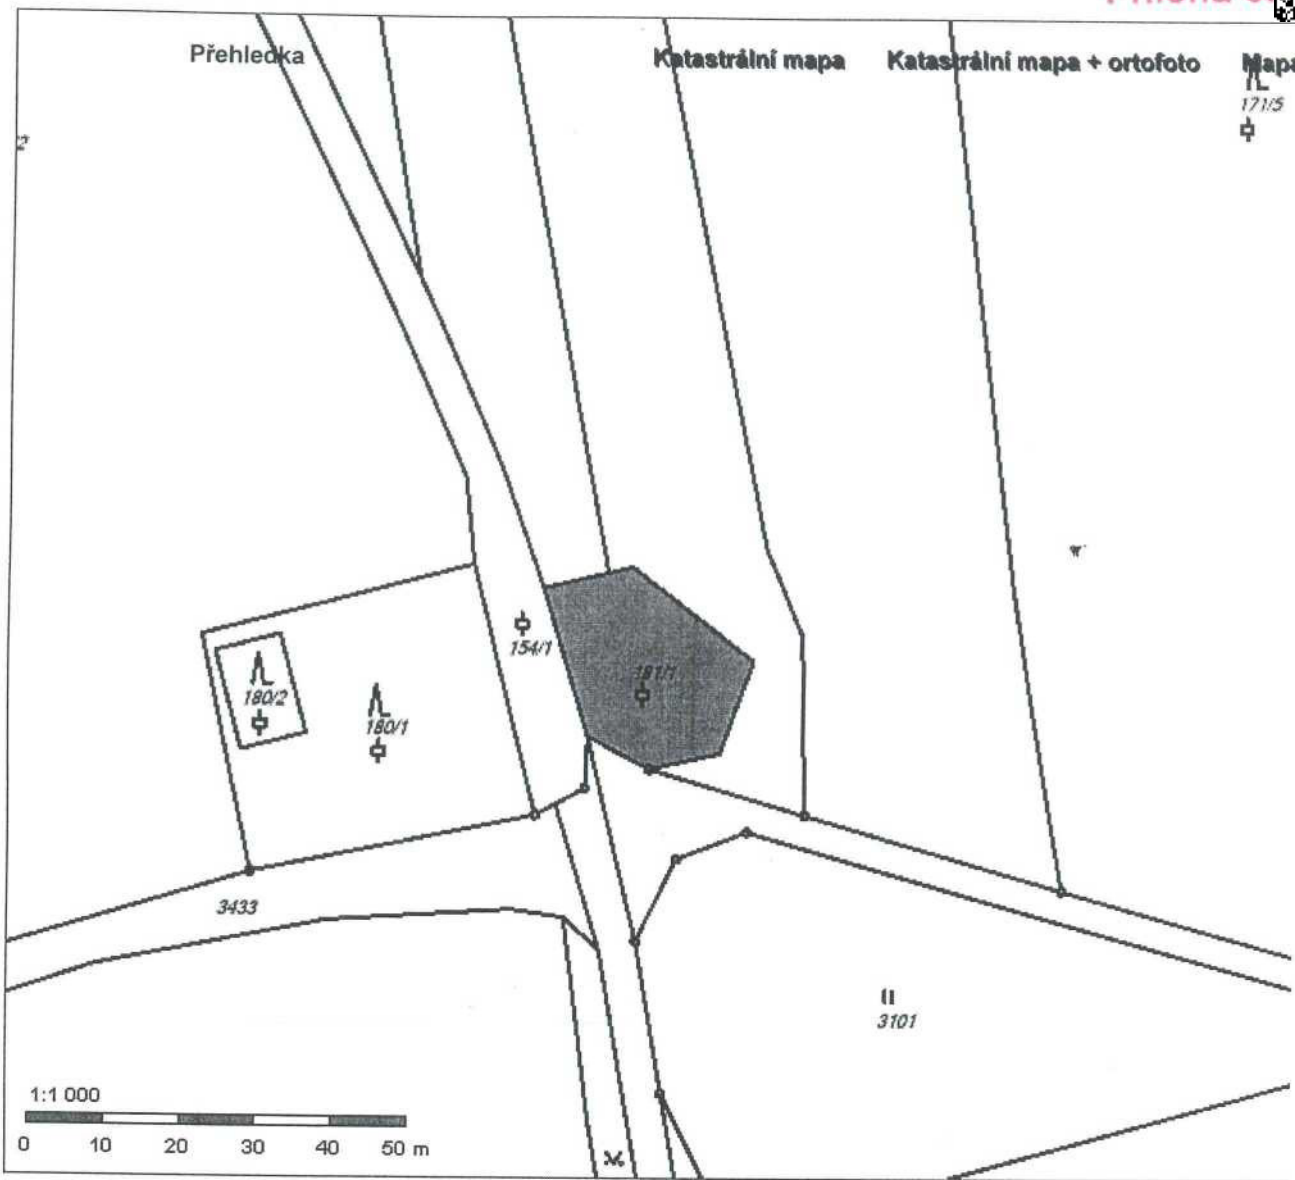 Přehledka
Katastrální mapa
Katastrální mapa + ortofoto
Mapa
171/5
154/1
181/1
180/2
180/1
3433
3101
1:1 000
0 10 20 30 40 50 m